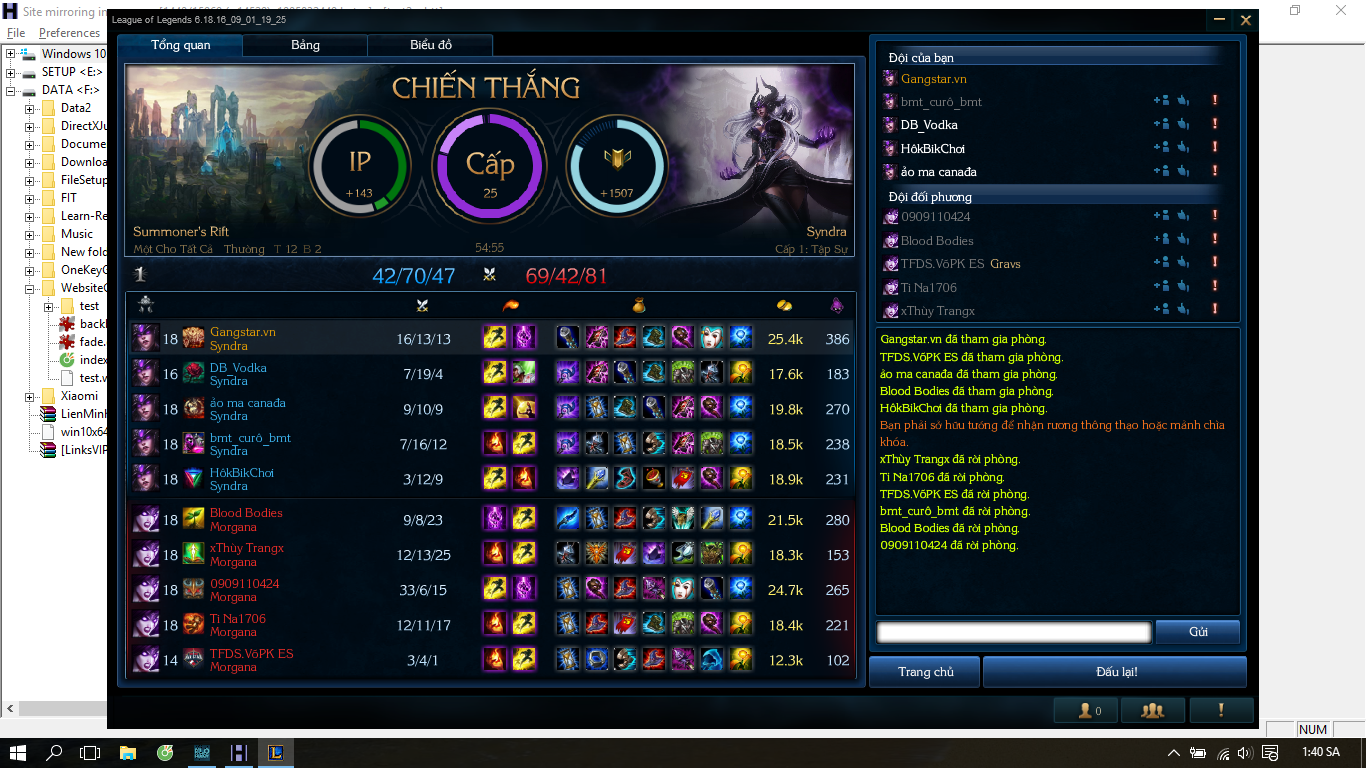 Site mirroring in
File Preferences
Windows 10
SETUP <E:>
DATA <F:>
Data2
DirectXJu
Docume
Downloa
FileSetup
FIT
Learn-Re
Music
New fold
OneKeyG
WebsiteC
test
backl
fade.
index
test.w
Xiaomi
LienMinh
win10x64
[LinksVIP
League of Legends 6.18.16_09_01_19_25
Tổng quan Bảng Biểu đồ
CHIẾN THẮNG
IP
+143
Cấp
25
+1507
Summoner's Rift
Một Cho Tất Cả Thường T 12 B 2
54:55
Syndra
Cấp 1: Tập Sự
1
42/70/47 69/42/81
18 Gangstar.vn 16/13/13 25.4k 386
Syndra
16 DB_Vodka 7/19/4 17.6k 183
Syndra
18 ảo ma canađa 9/10/9 19.8k 270
Syndra
18 bmt_curô_bmt 7/16/12 18.5k 238
Syndra
18 HôkBikChơi 3/12/9 18.9k 231
Syndra
18 Blood Bodies 9/8/23 21.5k 280
Morgana
18 xThùy Trangx 12/13/25 18.3k 153
Morgana
18 0909110424 33/6/15 24.7k 265
Morgana
18 Ti Na1706 12/11/17 18.4k 221
Morgana
14 TFDS.VôPK ES 3/4/1 12.3k 102
Morgana
Đội của bạn
Gangstar.vn
bmt_curô_bmt
DB_Vodka
HôkBikChơi
ảo ma canađa
Đội đối phương
0909110424
Blood Bodies
TFDS.VôPK ES Gravs
Ti Na1706
xThùy Trangx
Gangstar.vn đã tham gia phòng.
TFDS.VôPK ES đã tham gia phòng.
ảo ma canađa đã tham gia phòng.
Blood Bodies đã tham gia phòng.
HôkBikChơi đã tham gia phòng.
Bạn phải sở hữu tướng để nhận rương thông thạo hoặc mảnh chìa
khóa.
xThùy Trangx đã rời phòng.
Ti Na1706 đã rời phòng.
TFDS.VôPK ES đã rời phòng.
bmt_curô_bmt đã rời phòng.
Blood Bodies đã rời phòng.
0909110424 đã rời phòng.
Gửi
Trang chủ Đấu lại!
0
NUM
1:40 SA